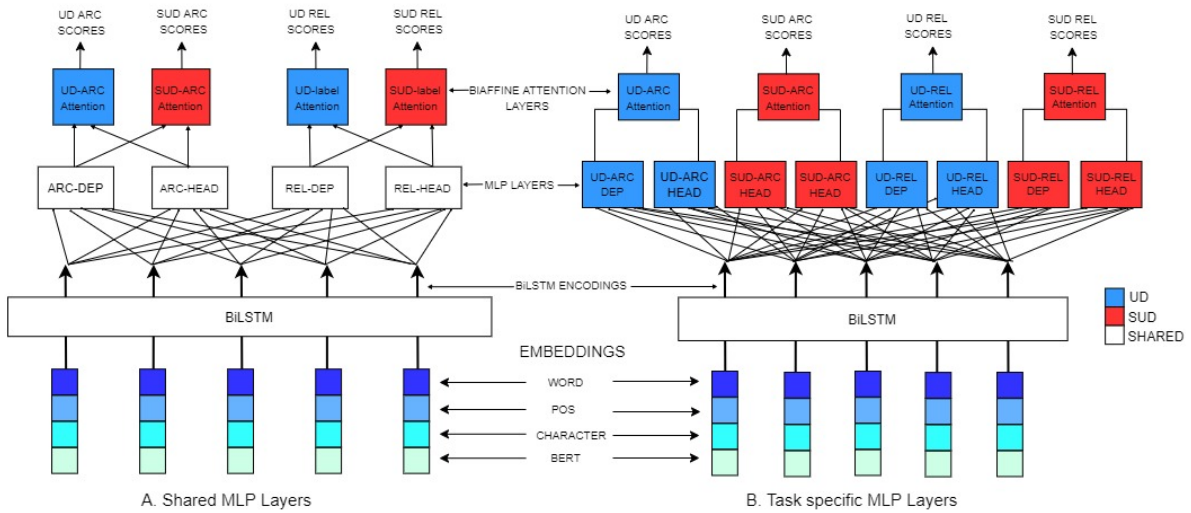 UD ARC
SCORES
SUD ARC
SCORES
UD REL
SCORES
SUD REL
SCORES
UD ARC
SCORES
SUD ARC
SCORES
UD REL
SCORES
SUD REL
SCORES
UD-ARC
Attention
SUD-ARC
Attention
UD-label
Attention
SUD-label
Attention
BIAFFINE ATTENTION
LAYERS
UD-ARC
Attention
SUD-ARC
Attention
UD-REL
Attention
SUD-REL
Attention
ARC-DEP
ARC-HEAD
REL-DEP
REL-HEAD
MLP LAYERS
UD-ARC
DEP
UD-ARC
HEAD
SUD-ARC
HEAD
SUD-ARC
HEAD
UD-REL
DEP
UD-REL
HEAD
SUD-REL
DEP
SUD-REL
HEAD
BiLSTM ENCODINGS
BiLSTM
BiLSTM
UD
SUD
SHARED
EMBEDDINGS
WORD
POS
CHARACTER
BERT
A. Shared MLP Layers
B. Task specific MLP Layers